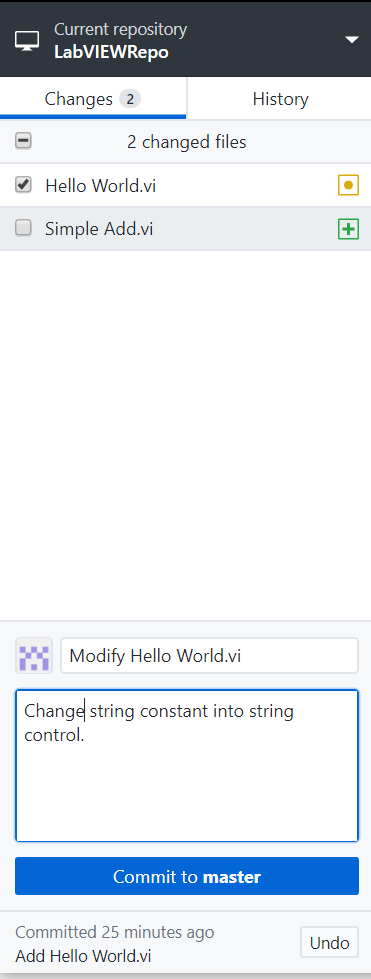 Current repository
LabVIEWRepo
Changes 2
History
2 changed files
Hello World.vi
Simple Add.vi
Modify Hello World.vi
Change string constant into string
control.
Commit to master
Committed 25 minutes ago
Add Hello World.vi
Undo